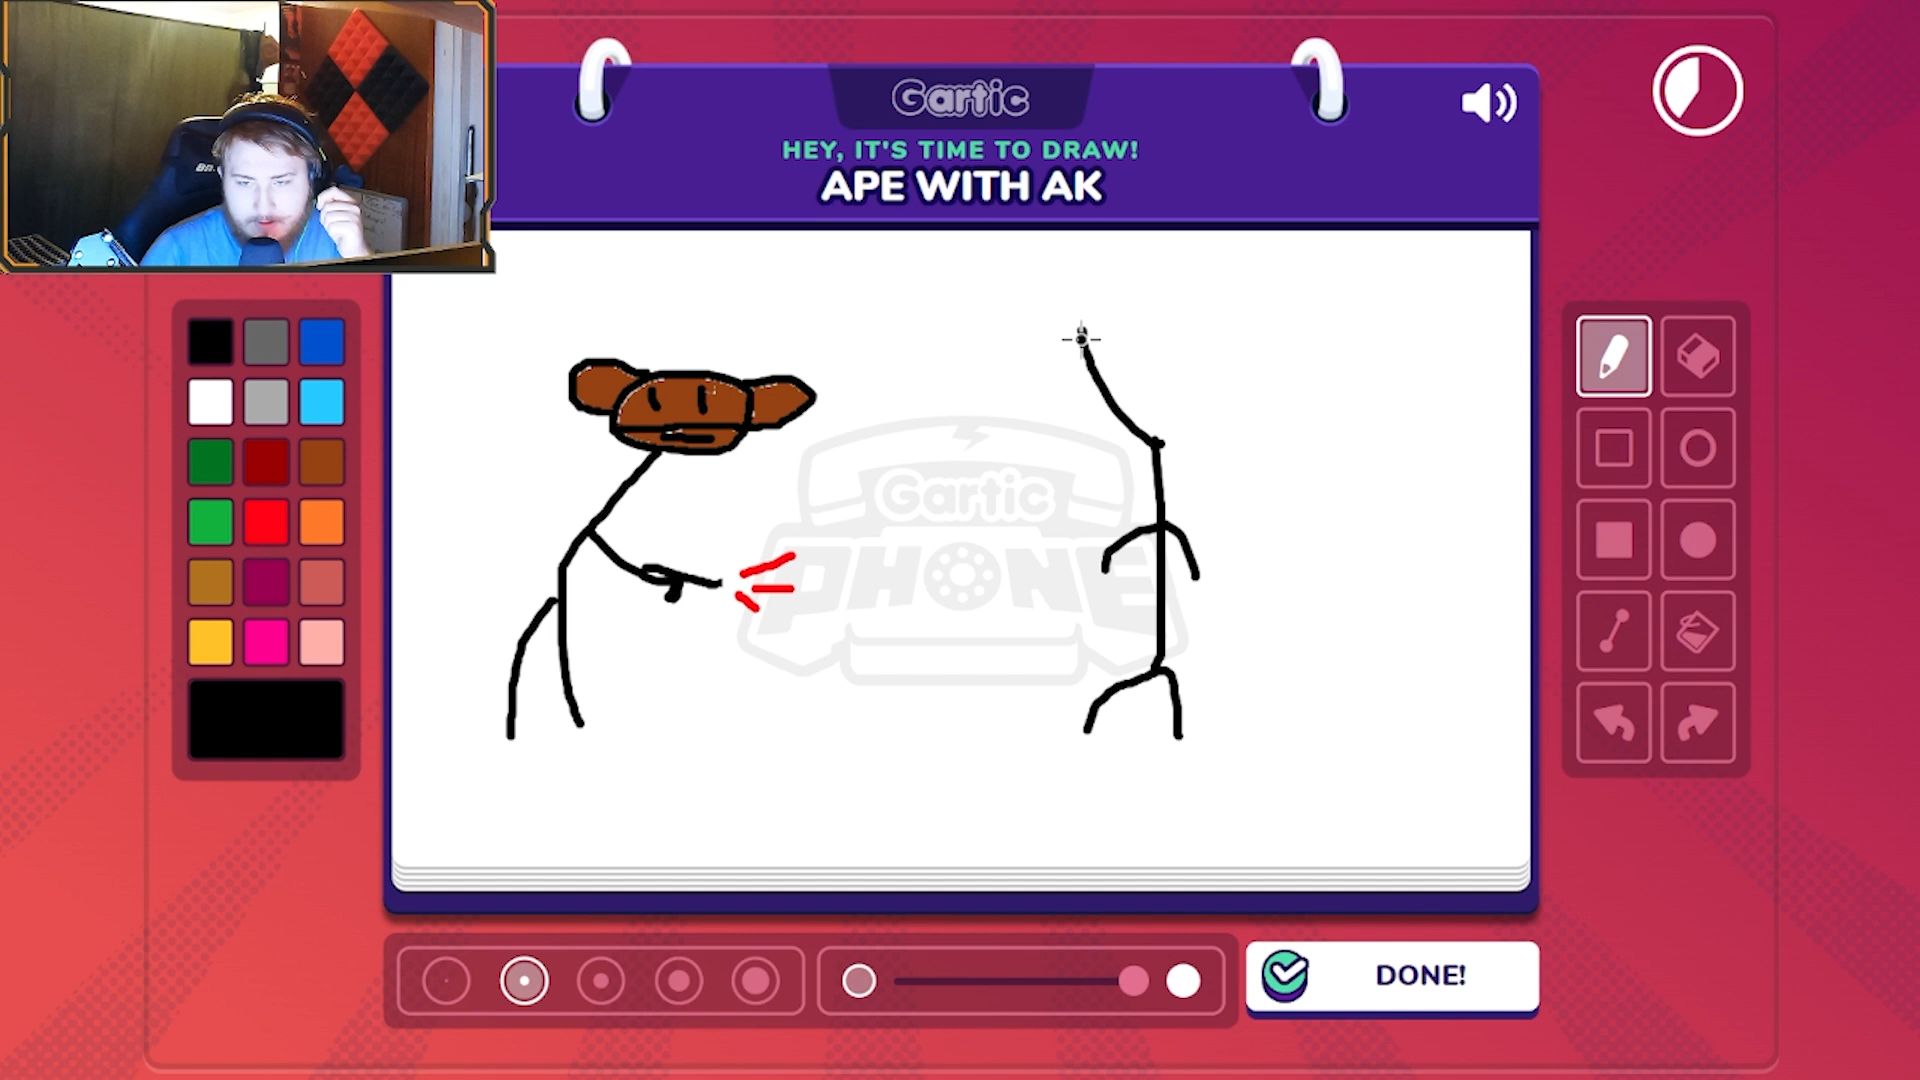 Gartic
HEY, IT'S TIME TO DRAW!
APE WITH AK
Gartic
PHONE
DONE!